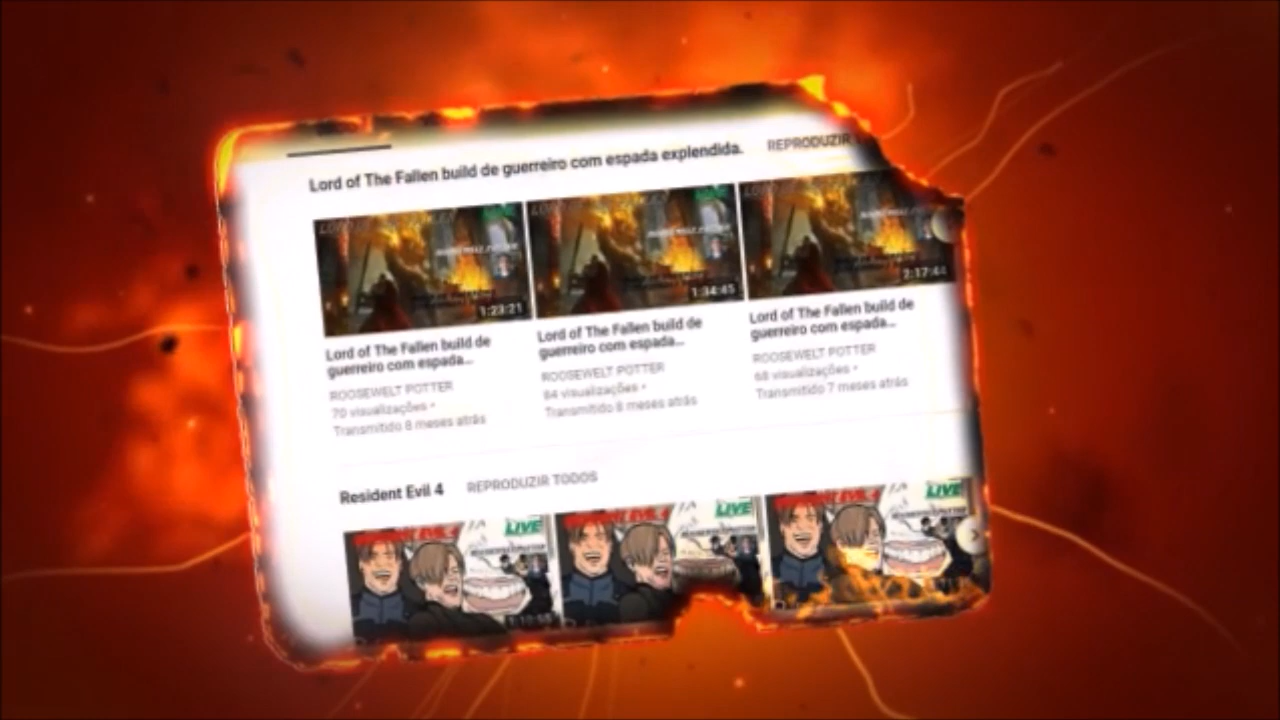 Lord of The Fallen build de guerreiro com espada explendida.
REPRODUZIR
1:23:21
1:34:45
2:17:44
Lord of The Fallen build de
guerreiro com espada...
ROOSEWELT POTTER
70 visualizações •
Transmitido 8 meses atrás
Lord of The Fallen build de
guerreiro com espada...
ROOSEWELT POTTER
84 visualizações •
Transmitido 8 meses atrás
Lord of The Fallen build de
guerreiro com espada...
ROOSEWELT POTTER
68 visualizações •
Transmitido 7 meses atrás
Resident Evil 4
REPRODUZIR TODOS
LIVE
LIVE
LIVE